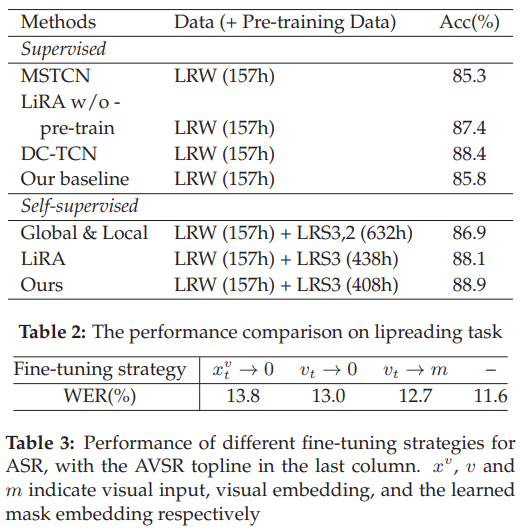 Methods Data (+ Pre-training Data) Acc(%)
Supervised
MSTCN LRW (157h) 85.3
LiRA w/o -
pre-train LRW (157h) 87.4
DC-TCN LRW (157h) 88.4
Our baseline LRW (157h) 85.8
Self-supervised
Global & Local LRW (157h) + LRS3,2 (632h) 86.9
LiRA LRW (157h) + LRS3 (438h) 88.1
Ours LRW (157h) + LRS3 (408h) 88.9
Table 2: The performance comparison on lipreading task
Fine-tuning strategy x_t^v → 0 v_t → 0 v_t → m –
WER(%) 13.8 13.0 12.7 11.6
Table 3: Performance of different fine-tuning strategies for
ASR, with the AVSR topline in the last column. x^v, v and
m indicate visual input, visual embedding, and the learned
mask embedding respectively